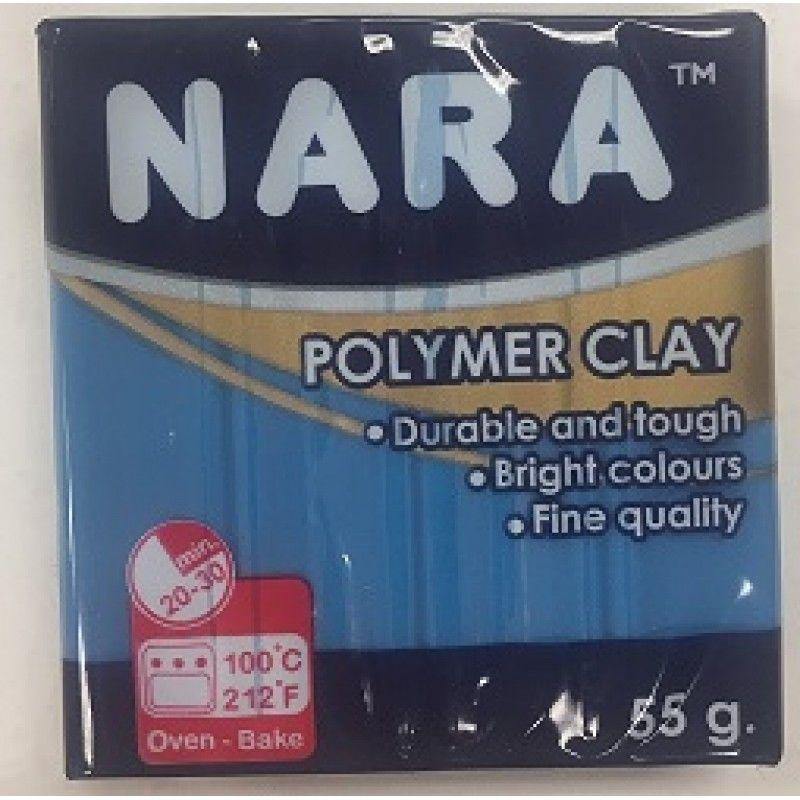 NARA™
POLYMER CLAY
• Durable and tough
• Bright colours
• Fine quality
min.
20-30
100°C
212°F
Oven - Bake
55 g.